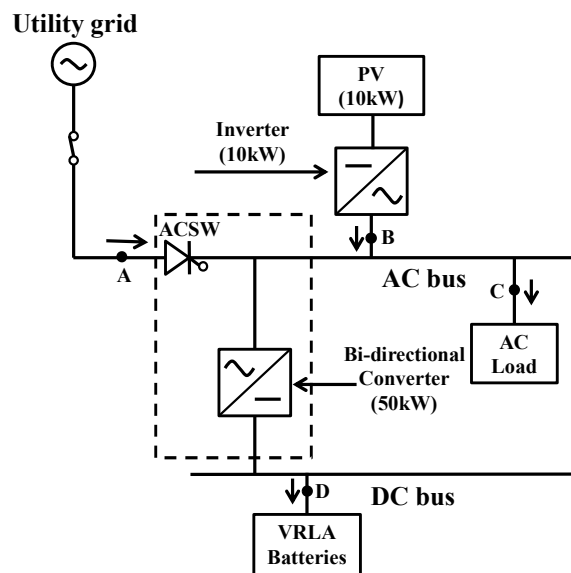 Utility grid
PV
(10kW)
Inverter
(10kW)
ACSW
B
A
AC bus
C
AC
Load
Bi-directional
Converter
(50kW)
D
DC bus
VRLA
Batteries